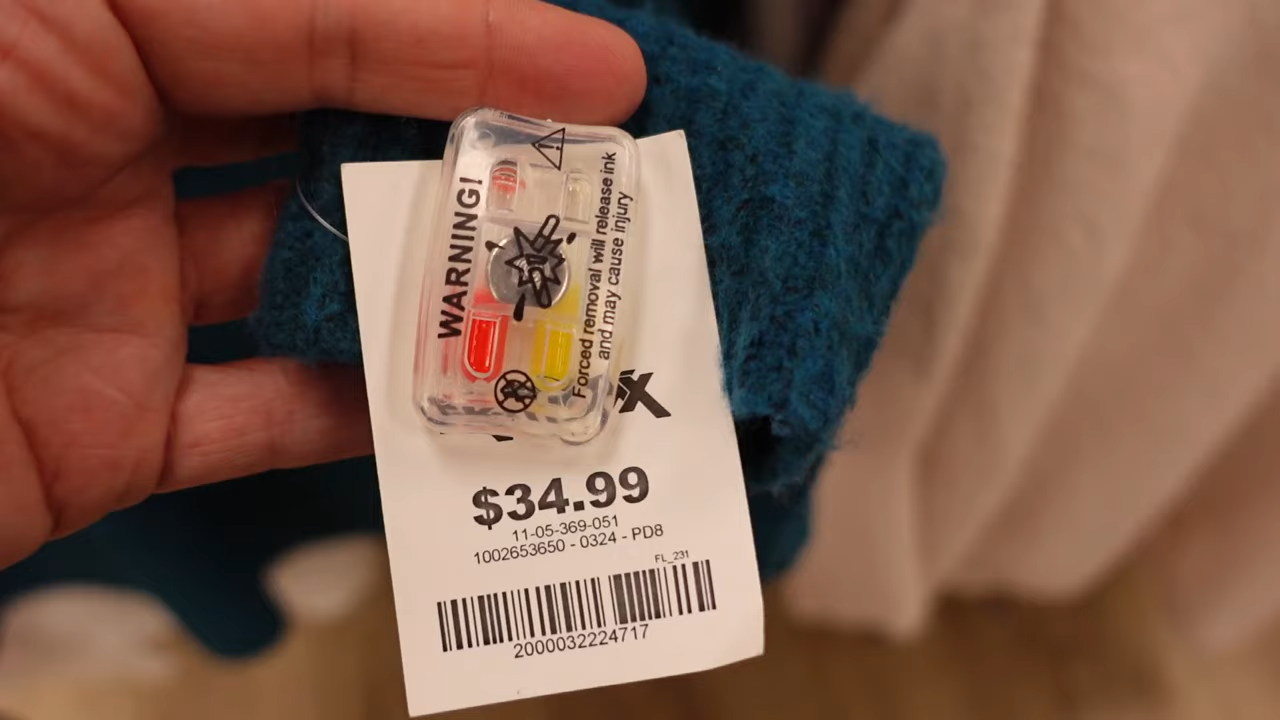 WARNING!
Forced removal will release ink
and may cause injury
$34.99
11-05-369-051
1002653650 - 0324 - PD8
FL_231
2000032224717